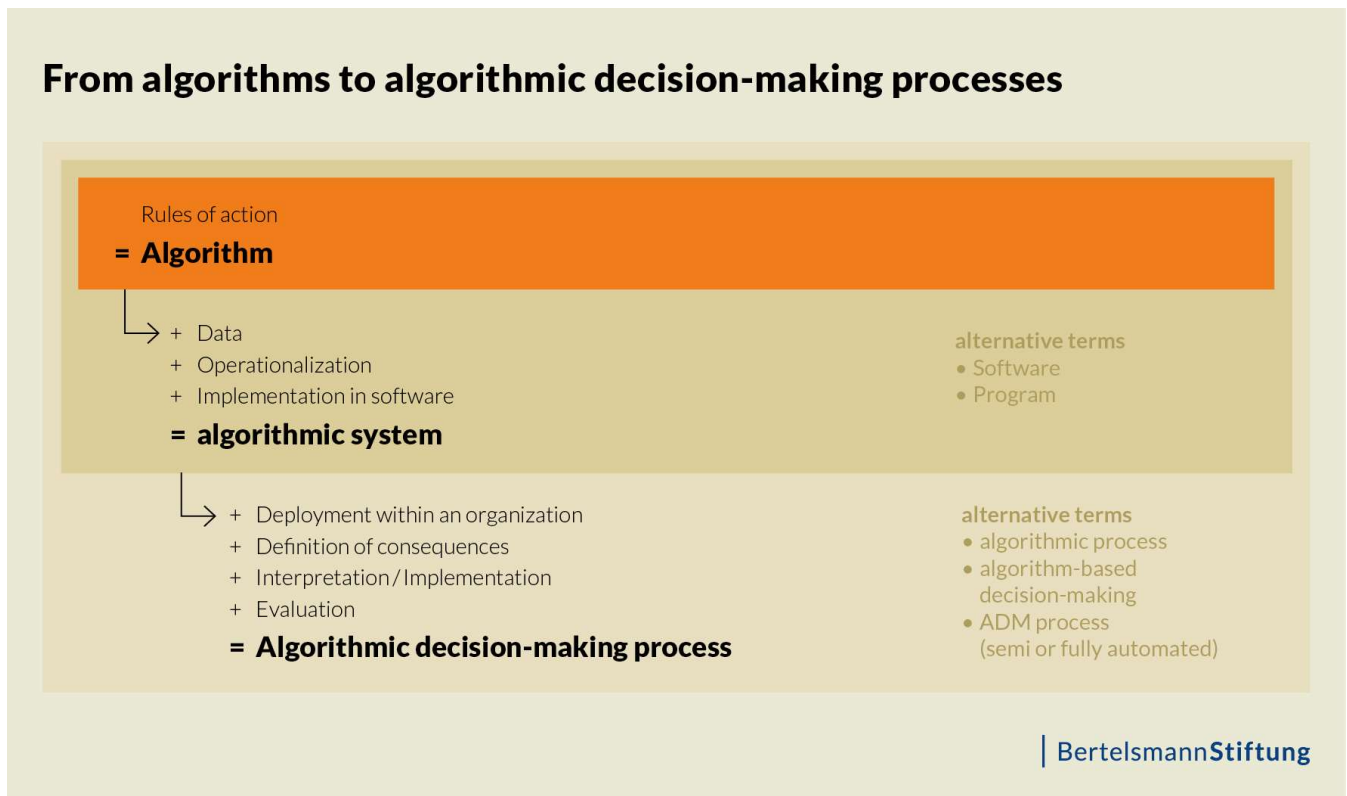 From algorithms to algorithmic decision-making processes
Rules of action
= Algorithm
+ Data
+ Operationalization
+ Implementation in software
= algorithmic system
alternative terms
• Software
• Program
+ Deployment within an organization
+ Definition of consequences
+ Interpretation / Implementation
+ Evaluation
= Algorithmic decision-making process
alternative terms
• algorithmic process
• algorithm-based
decision-making
• ADM process
(semi or fully automated)
BertelsmannStiftung